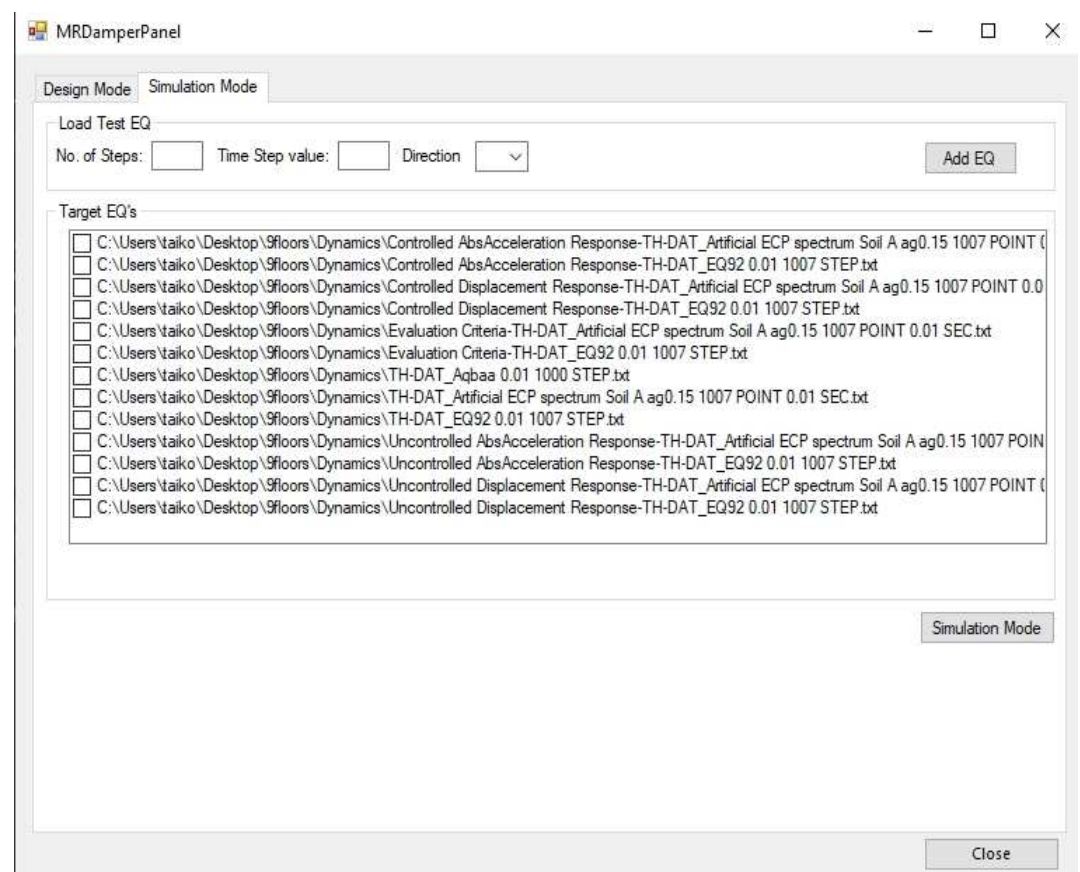 MRDamperPanel
Design Mode Simulation Mode
Load Test EQ
No. of Steps: Time Step value: Direction Add EQ
Target EQ's
C:\Users\taiko\Desktop\9floors\Dynamics\Controlled AbsAcceleration Response-TH-DAT_Artificial ECP spectrum Soil A ag0.15 1007 POINT (
C:\Users\taiko\Desktop\9floors\Dynamics\Controlled AbsAcceleration Response-TH-DAT_EQ92 0.01 1007 STEP.txt
C:\Users\taiko\Desktop\9floors\Dynamics\Controlled Displacement Response-TH-DAT_Artificial ECP spectrum Soil A ag0.15 1007 POINT 0.0
C:\Users\taiko\Desktop\9floors\Dynamics\Controlled Displacement Response-TH-DAT_EQ92 0.01 1007 STEP.txt
C:\Users\taiko\Desktop\9floors\Dynamics\Evaluation Criteria-TH-DAT_Artificial ECP spectrum Soil A ag0.15 1007 POINT 0.01 SEC.txt
C:\Users\taiko\Desktop\9floors\Dynamics\Evaluation Criteria-TH-DAT_EQ92 0.01 1007 STEP.txt
C:\Users\taiko\Desktop\9floors\Dynamics\TH-DAT_Aqbaa 0.01 1000 STEP.txt
C:\Users\taiko\Desktop\9floors\Dynamics\TH-DAT_Artificial ECP spectrum Soil A ag0.15 1007 POINT 0.01 SEC.txt
C:\Users\taiko\Desktop\9floors\Dynamics\TH-DAT_EQ92 0.01 1007 STEP.txt
C:\Users\taiko\Desktop\9floors\Dynamics\Uncontrolled AbsAcceleration Response-TH-DAT_Artificial ECP spectrum Soil A ag0.15 1007 POIN
C:\Users\taiko\Desktop\9floors\Dynamics\Uncontrolled AbsAcceleration Response-TH-DAT_EQ92 0.01 1007 STEP.txt
C:\Users\taiko\Desktop\9floors\Dynamics\Uncontrolled Displacement Response-TH-DAT_Artificial ECP spectrum Soil A ag0.15 1007 POINT (
C:\Users\taiko\Desktop\9floors\Dynamics\Uncontrolled Displacement Response-TH-DAT_EQ92 0.01 1007 STEP.txt
Simulation Mode
Close